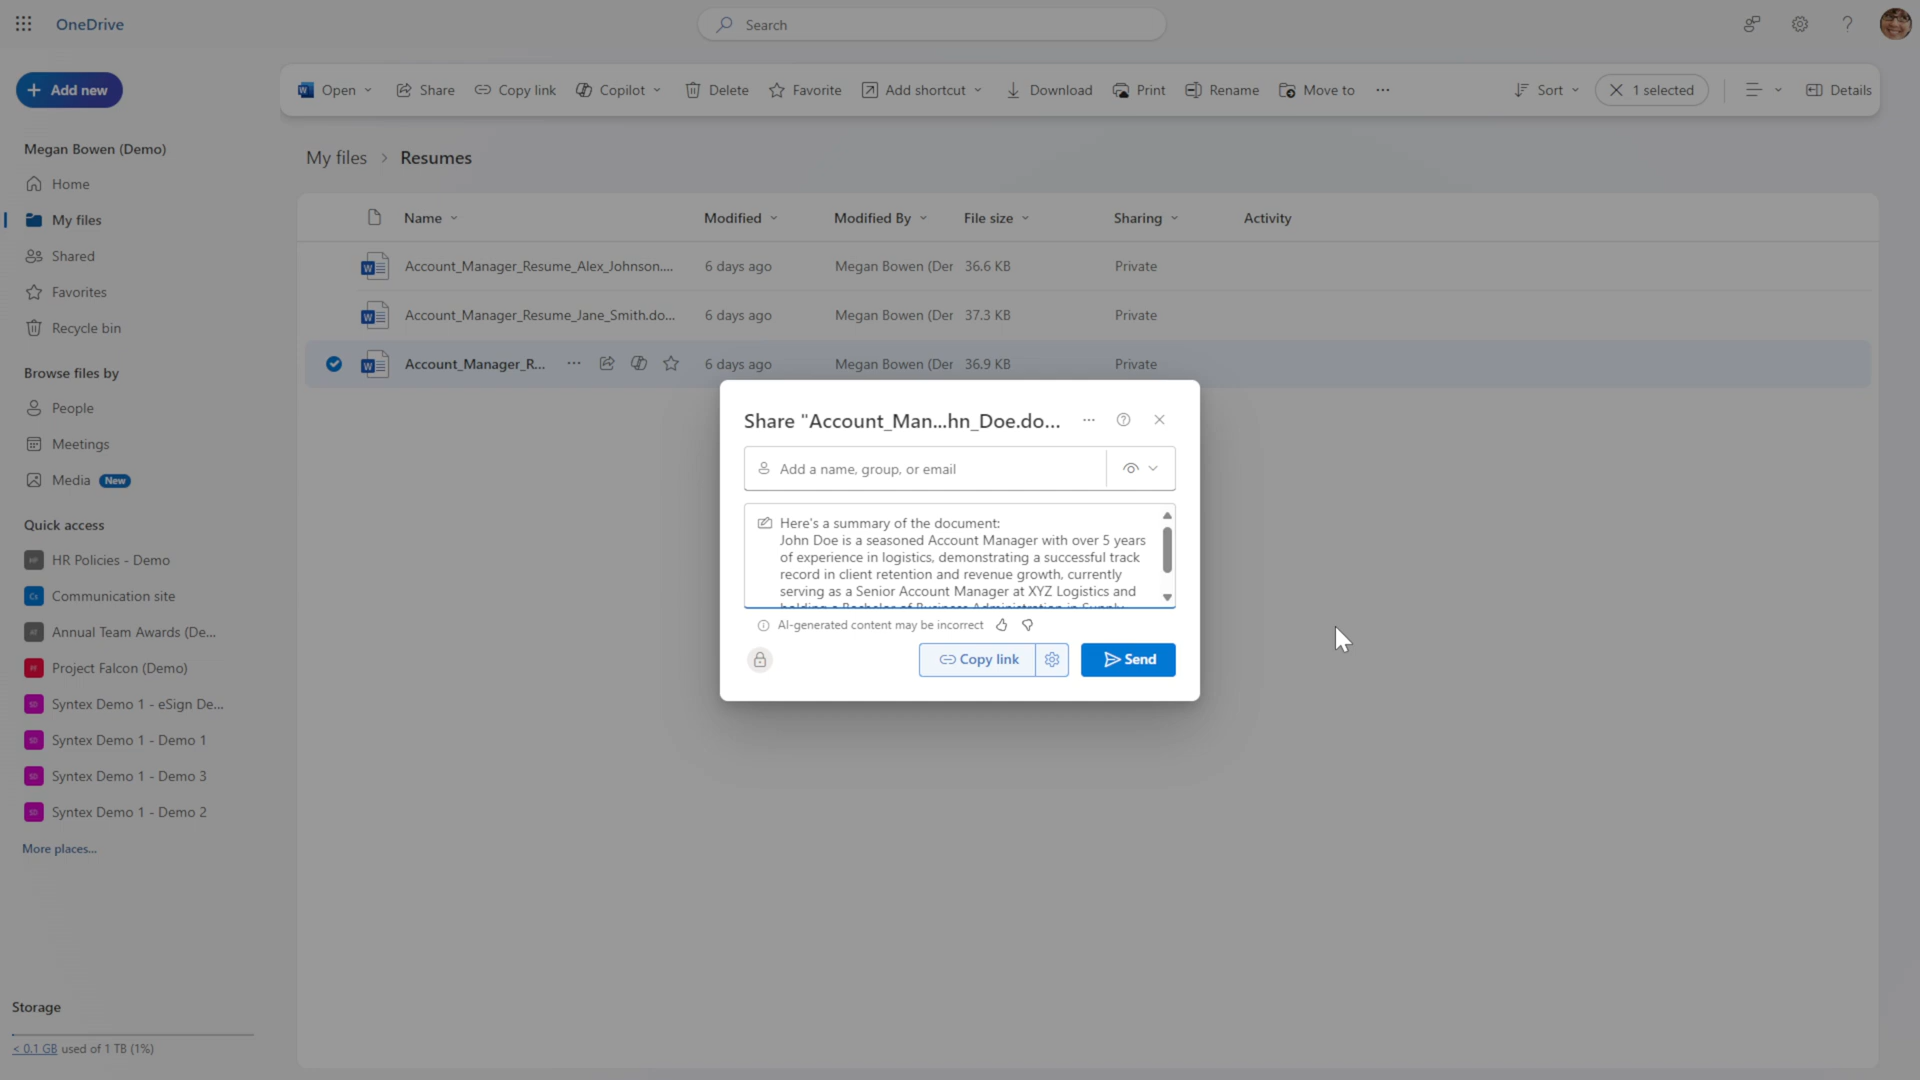 OneDrive
Search
Add new
Open
Share
Copy link
Copilot
Delete
Favorite
Add shortcut
Download
Print
Rename
Move to
Sort
1 selected
Details
Megan Bowen (Demo)
Home
My files
Shared
Favorites
Recycle bin
Browse files by
People
Meetings
Media New
Quick access
HR Policies - Demo
Communication site
Annual Team Awards (De...
Project Falcon (Demo)
Syntex Demo 1 - eSign De...
Syntex Demo 1 - Demo 1
Syntex Demo 1 - Demo 3
Syntex Demo 1 - Demo 2
More places...
Storage
< 0.1 GB used of 1 TB (1%)
My files > Resumes
Name Modified Modified By File size Sharing Activity
Account_Manager_Resume_Alex_Johnson.... 6 days ago Megan Bowen (Der 36.6 KB Private
Account_Manager_Resume_Jane_Smith.do... 6 days ago Megan Bowen (Der 37.3 KB Private
Account_Manager_R... 6 days ago Megan Bowen (Der 36.9 KB Private
Share "Account_Man...hn_Doe.do...
Add a name, group, or email
Here's a summary of the document:
John Doe is a seasoned Account Manager with over 5 years
of experience in logistics, demonstrating a successful track
record in client retention and revenue growth, currently
serving as a Senior Account Manager at XYZ Logistics and
holding a Bachelor of Business Administration in Supply
AI-generated content may be incorrect
Copy link
Send